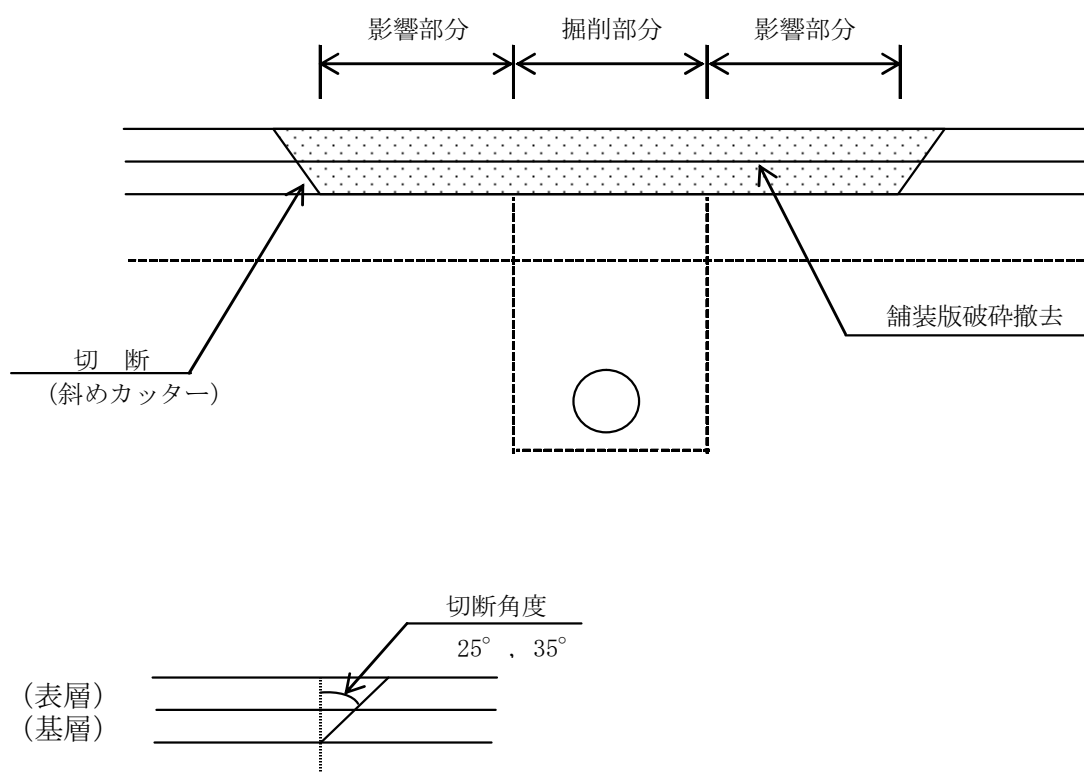 影響部分
掘削部分
影響部分
舗装版破砕撤去
切 断
(斜めカッター)
切断角度
25° , 35°
(表層)
(基層)